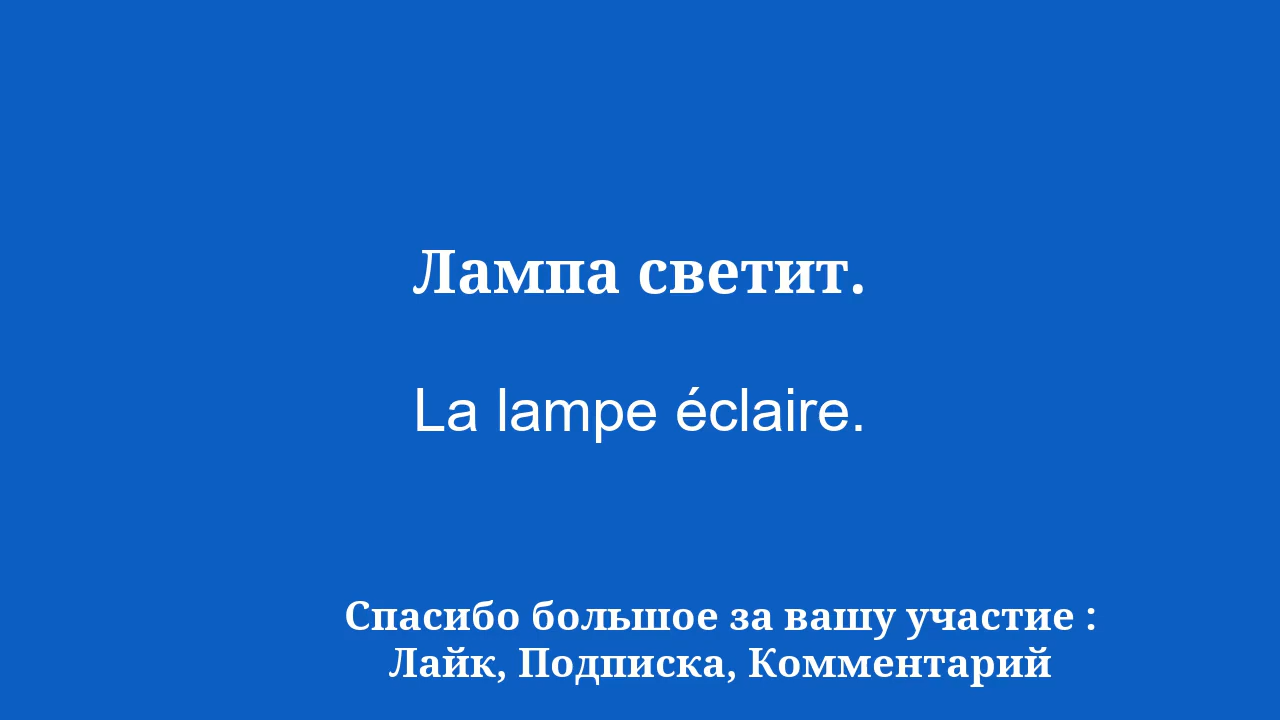 Лампа светит.
La lampe éclaire.
Спасибо большое за вашу участие :
Лайк, Подписка, Комментарий